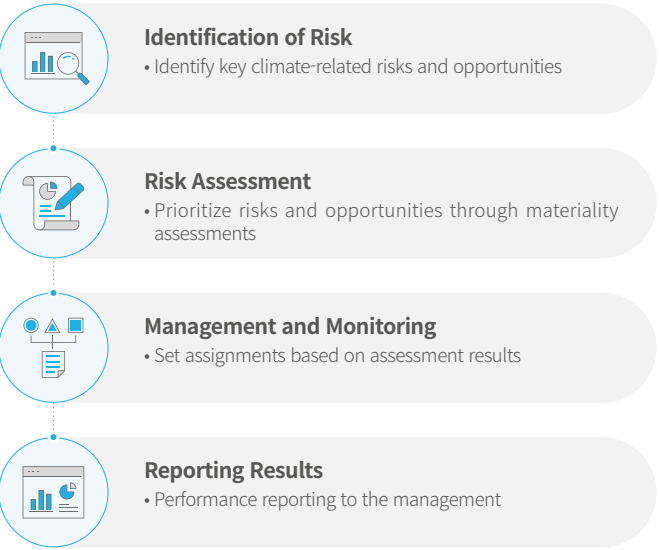 Identification of Risk
• Identify key climate-related risks and opportunities
Risk Assessment
• Prioritize risks and opportunities through materiality
assessments
Management and Monitoring
• Set assignments based on assessment results
Reporting Results
• Performance reporting to the management